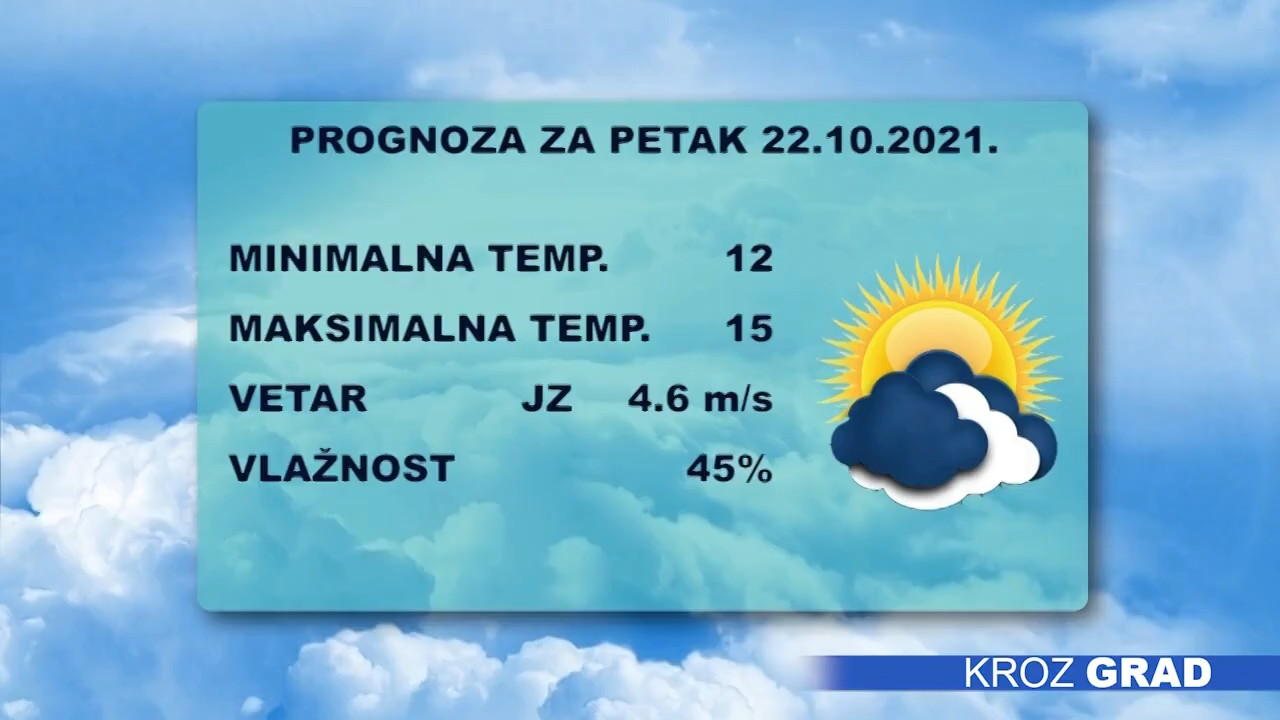 PROGNOZA ZA PETAK 22.10.2021.
MINIMALNA TEMP. 12
MAKSIMALNA TEMP. 15
VETAR JZ 4.6 m/s
VLAŽNOST 45%
KROZ GRAD